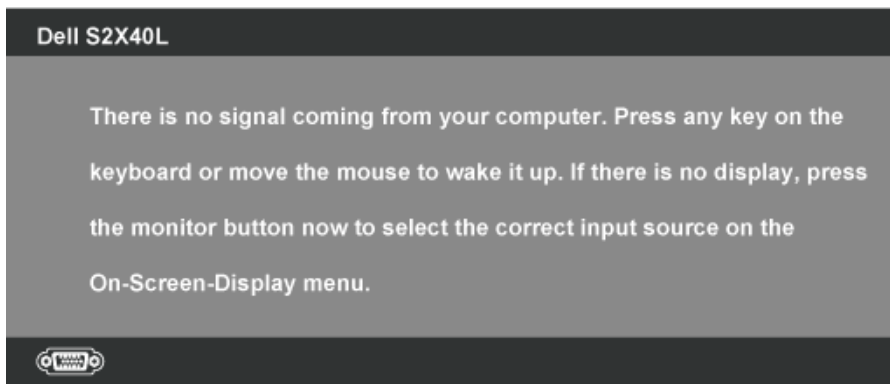 Dell S2X40L
There is no signal coming from your computer. Press any key on the
keyboard or move the mouse to wake it up. If there is no display, press
the monitor button now to select the correct input source on the
On-Screen-Display menu.